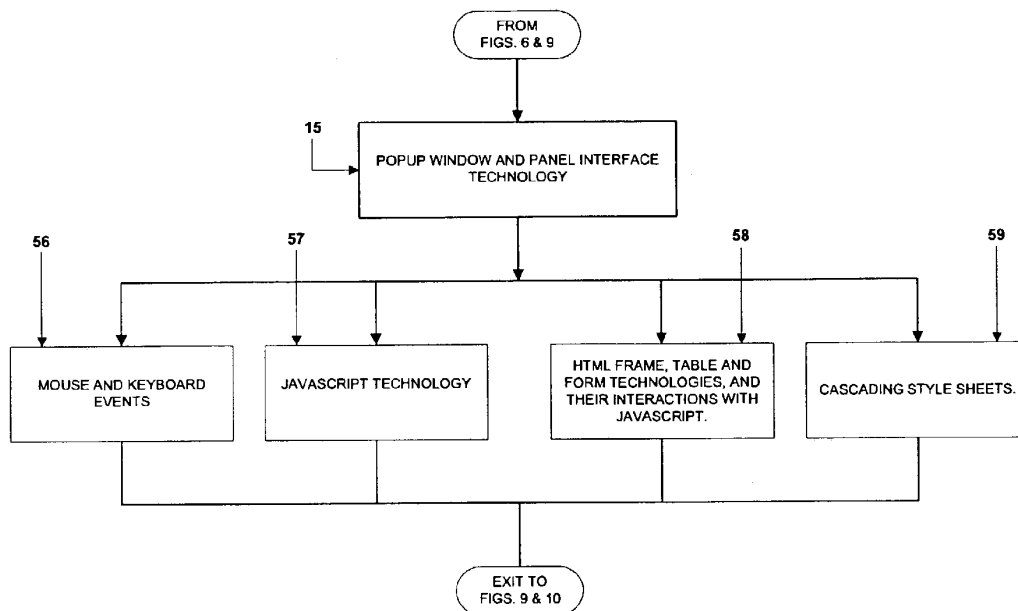 FROM
FIGS. 6 & 9
15
POPUP WINDOW AND PANEL INTERFACE
TECHNOLOGY
56
57
58
59
MOUSE AND KEYBOARD
EVENTS
JAVASCRIPT TECHNOLOGY
HTML FRAME, TABLE AND
FORM TECHNOLOGIES, AND
THEIR INTERACTIONS WITH
JAVASCRIPT.
CASCADING STYLE SHEETS.
EXIT TO
FIGS. 9 & 10